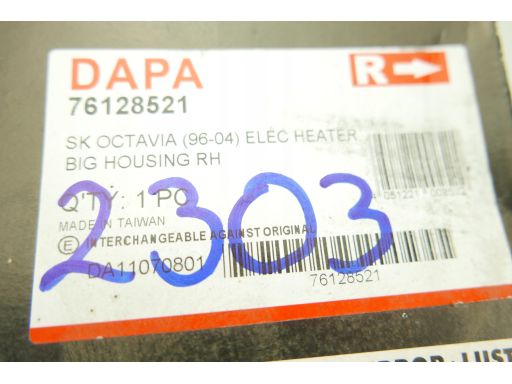 DAPA
R
76128521
SK OCTAVIA (96-04) ELEC HEATER
BIG HOUSING RH
Q'TY: 1 PC
MADE IN TAIWAN
E INTERCHANGEABLE AGAINST ORIGINAL
DA11070801
76128521
2303